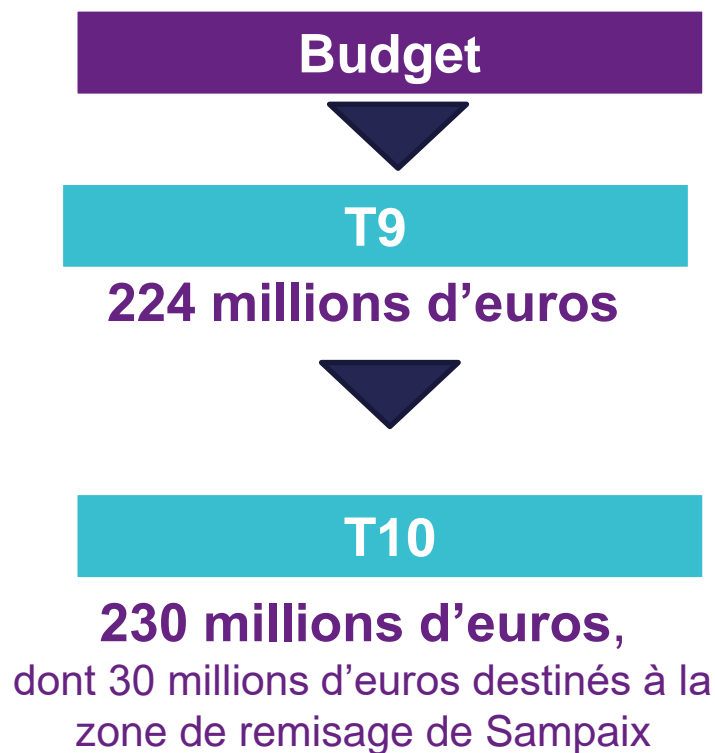 Budget
T9
224 millions d’euros
T10
230 millions d’euros,
dont 30 millions d’euros destinés à la
zone de remisage de Sampaix